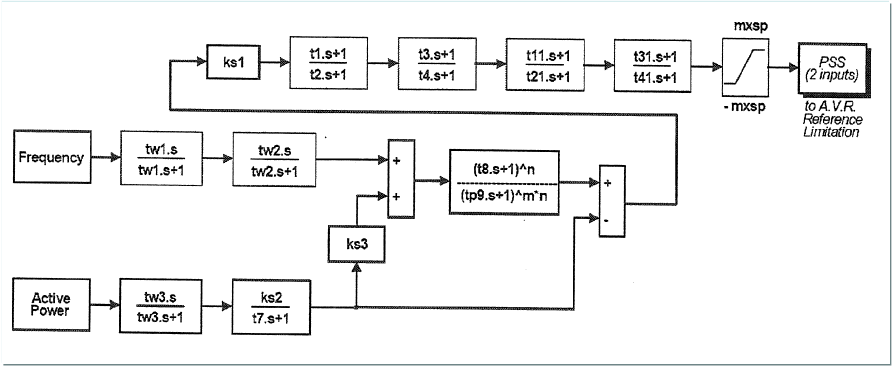 mxsp
ks1
t1.s+1
t2.s+1
t3.s+1
t4.s+1
t11.s+1
t21.s+1
t31.s+1
t41.s+1
- mxsp
PSS
(2 inputs)
to A.V.R.
Reference
Limitation
Frequency
tw1.s
tw1.s+1
tw2.s
tw2.s+1
+
+
(t8.s+1)^n
(tp9.s+1)^m*n
+
-
ks3
Active
Power
tw3.s
tw3.s+1
ks2
t7.s+1